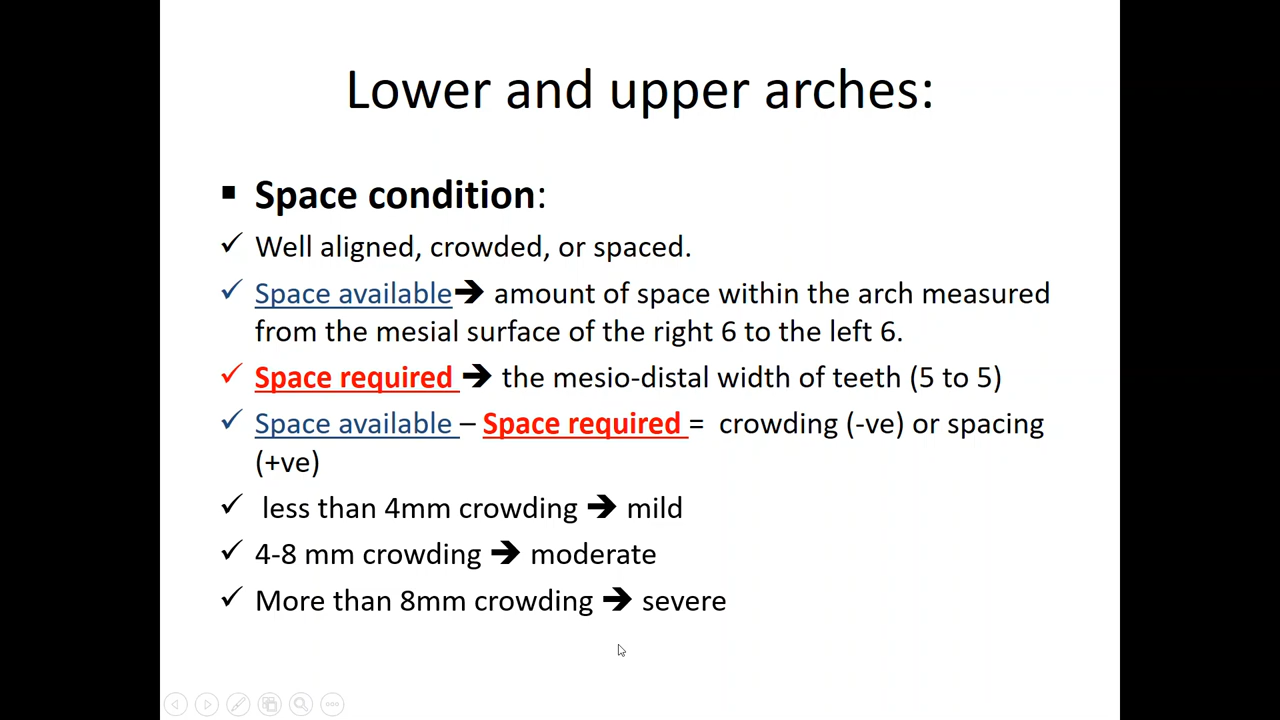 Lower and upper arches:
▪ Space condition:
✓ Well aligned, crowded, or spaced.
✓ Space available➔ amount of space within the arch measured
from the mesial surface of the right 6 to the left 6.
✓ Space required ➔ the mesio-distal width of teeth (5 to 5)
✓ Space available – Space required = crowding (-ve) or spacing
(+ve)
✓ less than 4mm crowding ➔ mild
✓ 4-8 mm crowding ➔ moderate
✓ More than 8mm crowding ➔ severe